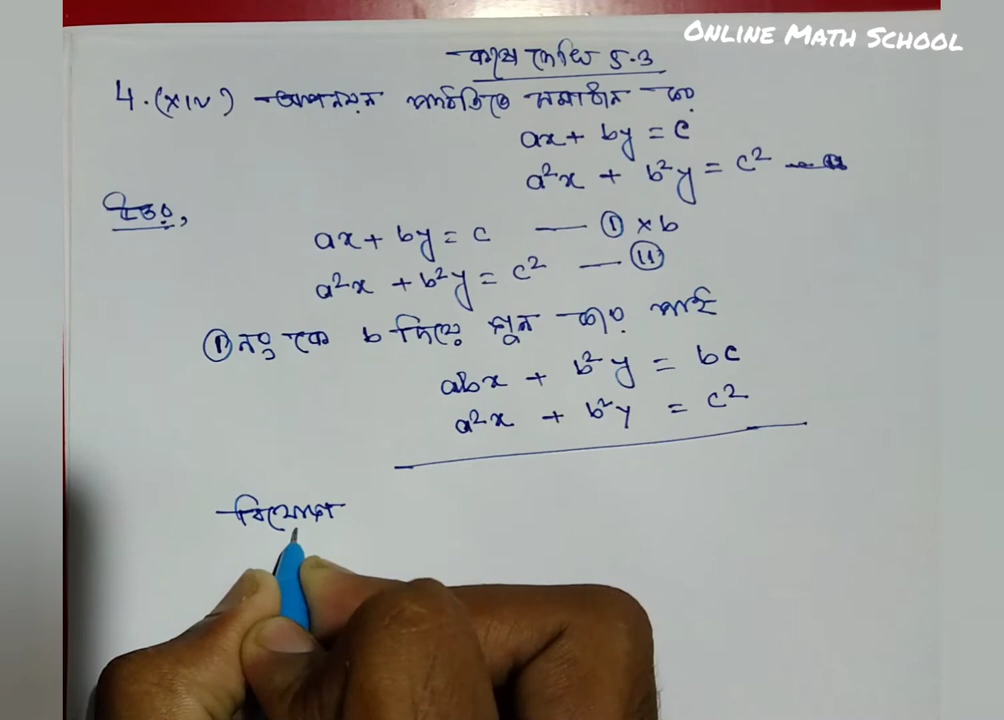 ONLINE MATH SCHOOL
কষে দেখি 5.3
4. (XIV) অপনয়ন পদ্ধতিতে সমাধান কর
ax + by = c
a²x + b²y = c²
উত্তর,
ax + by = c — (I) × b
a²x + b²y = c² — (II)
(I) নং কে b দিয়ে গুন করে পাই
abx + b²y = bc
a²x + b²y = c²
বিয়োগ